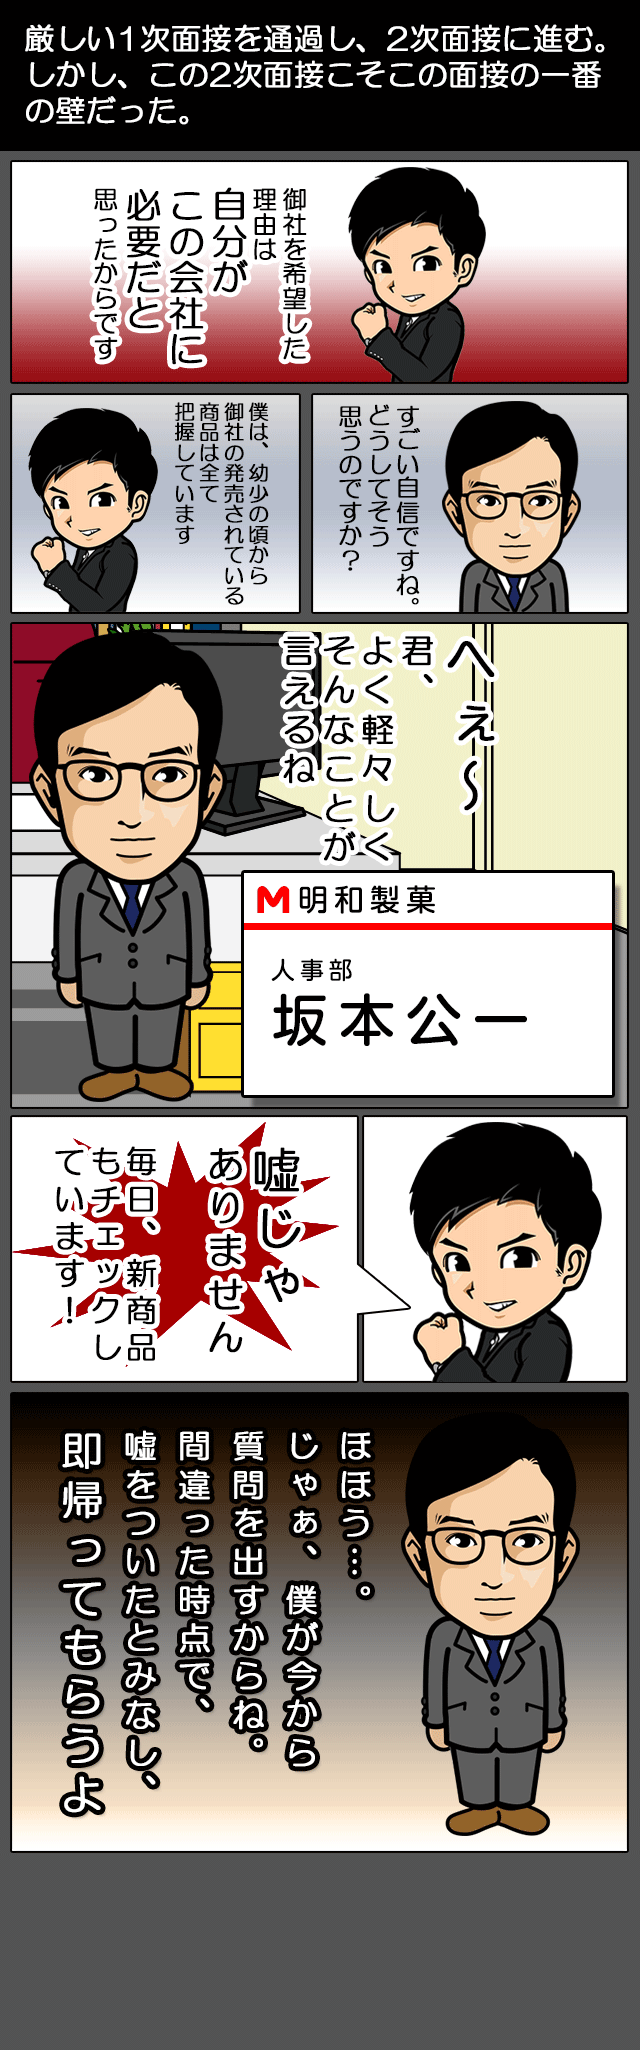 厳しい1次面接を通過し、2次面接に進む。
しかし、この2次面接こそこの面接の一番
の壁だった。
御社を希望した
理由は
自分が
この会社に
必要だと
思ったからです
すごい自信ですね。
どうしてそう
思うのですか？
僕は、幼少の頃から
御社の発売されている
商品は全て
把握しています
へぇ～
君、
よく軽々しく
そんなことが
言えるね
M 明和製菓
人事部
坂本公一
嘘じゃ
ありません
毎日、新商品
もチェックし
ています！
ほほう…。
じゃぁ、僕が今から
質問を出すからね。
間違った時点で、
嘘をついたとみなし、
即帰ってもらうよ